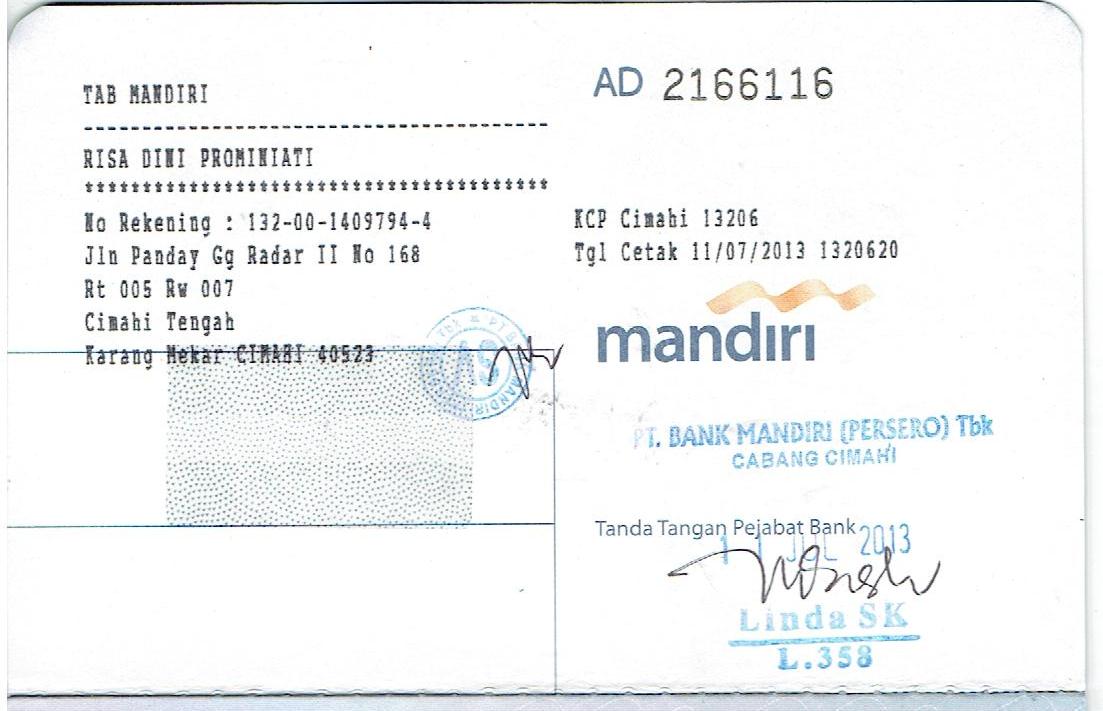 TAB MANDIRI
----------------------------------------
RISA DINI PROMINIATI
****************************************
No Rekening : 132-00-1409794-4
Jln Panday Gg Radar II No 168
Rt 005 Rw 007
Cimahi Tengah
Karang Mekar CIMAHI 40523
AD 2166116
KCP Cimahi 13206
Tgl Cetak 11/07/2013 1320620
mandiri
PT. BANK MANDIRI (PERSERO) Tbk
CABANG CIMAHI
Tanda Tangan Pejabat Bank
11 JUL 2013
Linda SK
L.358